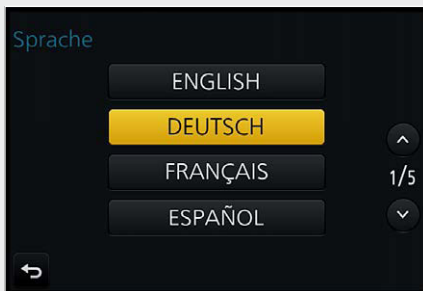 Sprache
ENGLISH
DEUTSCH
FRANÇAIS
1/5
ESPAÑOL